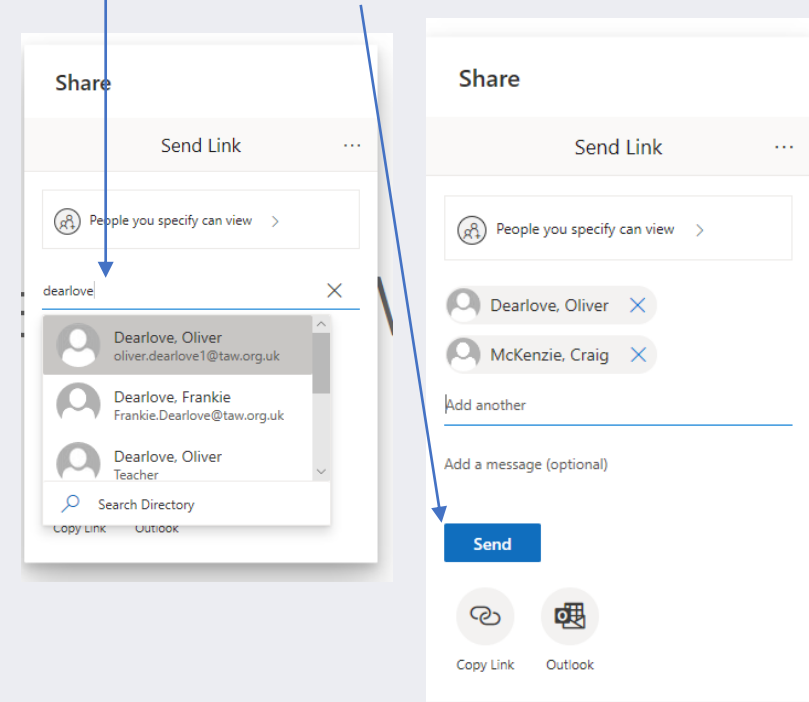 Share
Send Link
...
People you specify can view
dearlove
Dearlove, Oliver
oliver.dearlove1@taw.org.uk
Dearlove, Frankie
Frankie.Dearlove@taw.org.uk
Dearlove, Oliver
Teacher
Search Directory
Copy Link Outlook
Share
Send Link
...
People you specify can view
Dearlove, Oliver
McKenzie, Craig
Add another
Add a message (optional)
Send
Copy Link Outlook